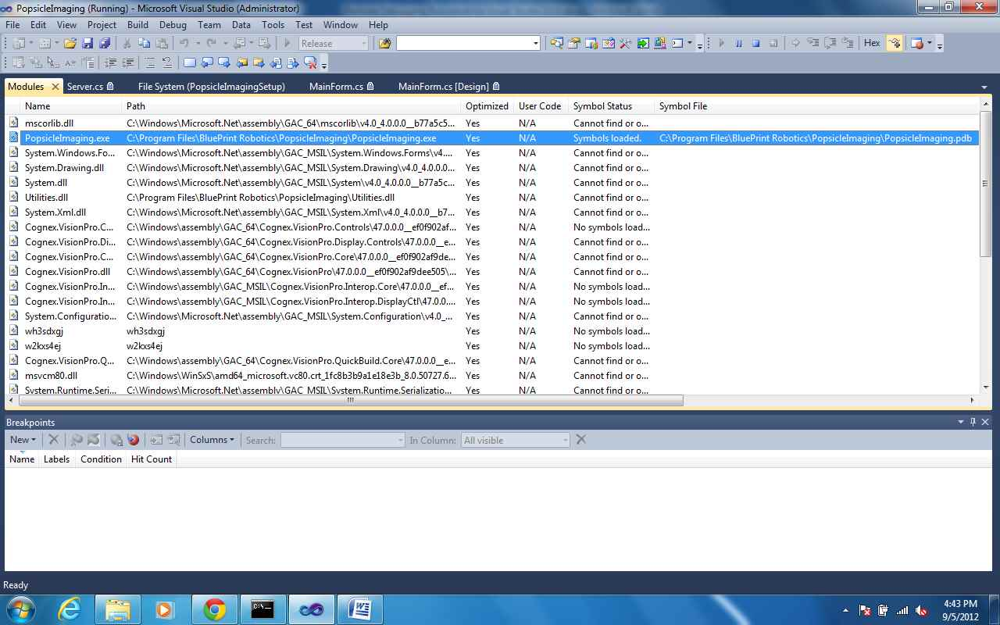 PopsicleImaging (Running) - Microsoft Visual Studio (Administrator)
File Edit View Project Build Debug Team Data Tools Test Window Help
Release Hex
Modules Server.cs File System (PopsicleImagingSetup) MainForm.cs MainForm.cs [Design]
Name Path Optimized User Code Symbol Status Symbol File
mscorlib.dll C:\Windows\Microsoft.Net\assembly\GAC_64\mscorlib\v4.0_4.0.0.0__b77a5c5... Yes N/A Cannot find or o...
PopsicleImaging.exe C:\Program Files\BluePrint Robotics\PopsicleImaging\PopsicleImaging.exe Yes N/A Symbols loaded. C:\Program Files\BluePrint Robotics\PopsicleImaging\PopsicleImaging.pdb
System.Windows.Fo... C:\Windows\Microsoft.Net\assembly\GAC_MSIL\System.Windows.Forms\v4.... Yes N/A Cannot find or o...
System.Drawing.dll C:\Windows\Microsoft.Net\assembly\GAC_MSIL\System.Drawing\v4.0_4.0.0.0... Yes N/A Cannot find or o...
System.dll C:\Windows\Microsoft.Net\assembly\GAC_MSIL\System\v4.0_4.0.0.0__b77a5c... Yes N/A Cannot find or o...
Utilities.dll C:\Program Files\BluePrint Robotics\PopsicleImaging\Utilities.dll Yes N/A Cannot find or o...
System.Xml.dll C:\Windows\Microsoft.Net\assembly\GAC_MSIL\System.Xml\v4.0_4.0.0.0__b7... Yes N/A Cannot find or o...
Cognex.VisionPro.C... C:\Windows\assembly\GAC_64\Cognex.VisionPro.Controls\47.0.0.0__ef0f902af... Yes N/A No symbols load...
Cognex.VisionPro.Di... C:\Windows\assembly\GAC_64\Cognex.VisionPro.Display.Controls\47.0.0.0__e... Yes N/A Cannot find or o...
Cognex.VisionPro.C... C:\Windows\assembly\GAC_64\Cognex.VisionPro.Core\47.0.0.0__ef0f902af9de... Yes N/A Cannot find or o...
Cognex.VisionPro.dll C:\Windows\assembly\GAC_64\Cognex.VisionPro\47.0.0.0__ef0f902af9dee505\... Yes N/A Cannot find or o...
Cognex.VisionPro.In... C:\Windows\assembly\GAC_MSIL\Cognex.VisionPro.Interop.Core\47.0.0.0__ef... Yes N/A No symbols load...
Cognex.VisionPro.In... C:\Windows\assembly\GAC_MSIL\Cognex.VisionPro.Interop.DisplayCtl\47.0.0.... Yes N/A No symbols load...
System.Configuratio... C:\Windows\Microsoft.Net\assembly\GAC_MSIL\System.Configuration\v4.0_... Yes N/A Cannot find or o...
wh3sdxgj wh3sdxgj Yes N/A No symbols load...
w2kxs4ej w2kxs4ej Yes N/A No symbols load...
Cognex.VisionPro.Q... C:\Windows\assembly\GAC_64\Cognex.VisionPro.QuickBuild.Core\47.0.0.0__e... Yes N/A Cannot find or o...
msvcm80.dll C:\Windows\WinSxS\amd64_microsoft.vc80.crt_1fc8b3b9a1e18e3b_8.0.50727.6... Yes N/A Cannot find or o...
System.Runtime.Seri... C:\Windows\Microsoft.Net\assembly\GAC_MSIL\System.Runtime.Serializatio... Yes N/A Cannot find or o...
Breakpoints
New Columns Search: In Column: All visible
Name Labels Condition Hit Count
Ready
C:\
W
4:43 PM
9/5/2012